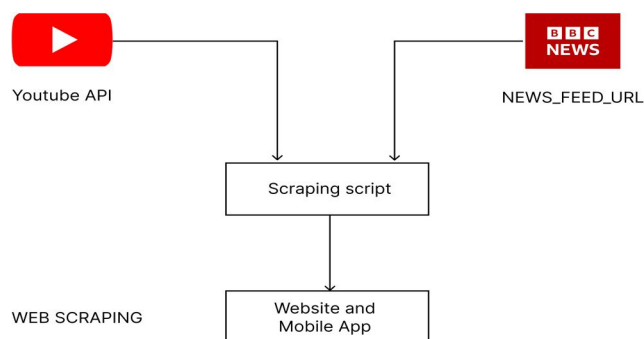 BBC
NEWS
Youtube API
NEWS_FEED_URL
Scraping script
WEB SCRAPING
Website and
Mobile App